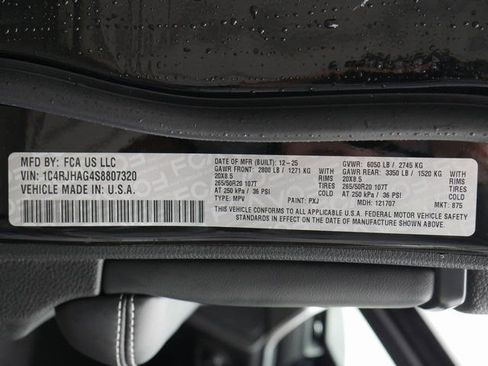 MFD BY: FCA US LLC
VIN: 1C4RJHAG4S8807320
VEHICLE MADE IN U.S.A.
DATE OF MFR (BUILT): 12-25 GVWR: 6050 LB / 2745 KG
GAWR FRONT: 2800 LB / 1271 KG WITH GAWR REAR: 3350 LB / 1520 KG WITH
20X8.5 RIMS 20X8.5 RIMS
265/50R20 107T TIRES 265/50R20 107T TIRES
AT 250 kPa / 36 PSI COLD AT 250 kPa / 36 PSI COLD
TYPE: MPV PAINT: PXJ MDH: 121707 MKT: 875
THIS VEHICLE CONFORMS TO ALL APPLICABLE U.S.A. FEDERAL MOTOR VEHICLE SAFETY
STANDARDS IN EFFECT ON THE DATE OF MANUFACTURE SHOWN ABOVE.